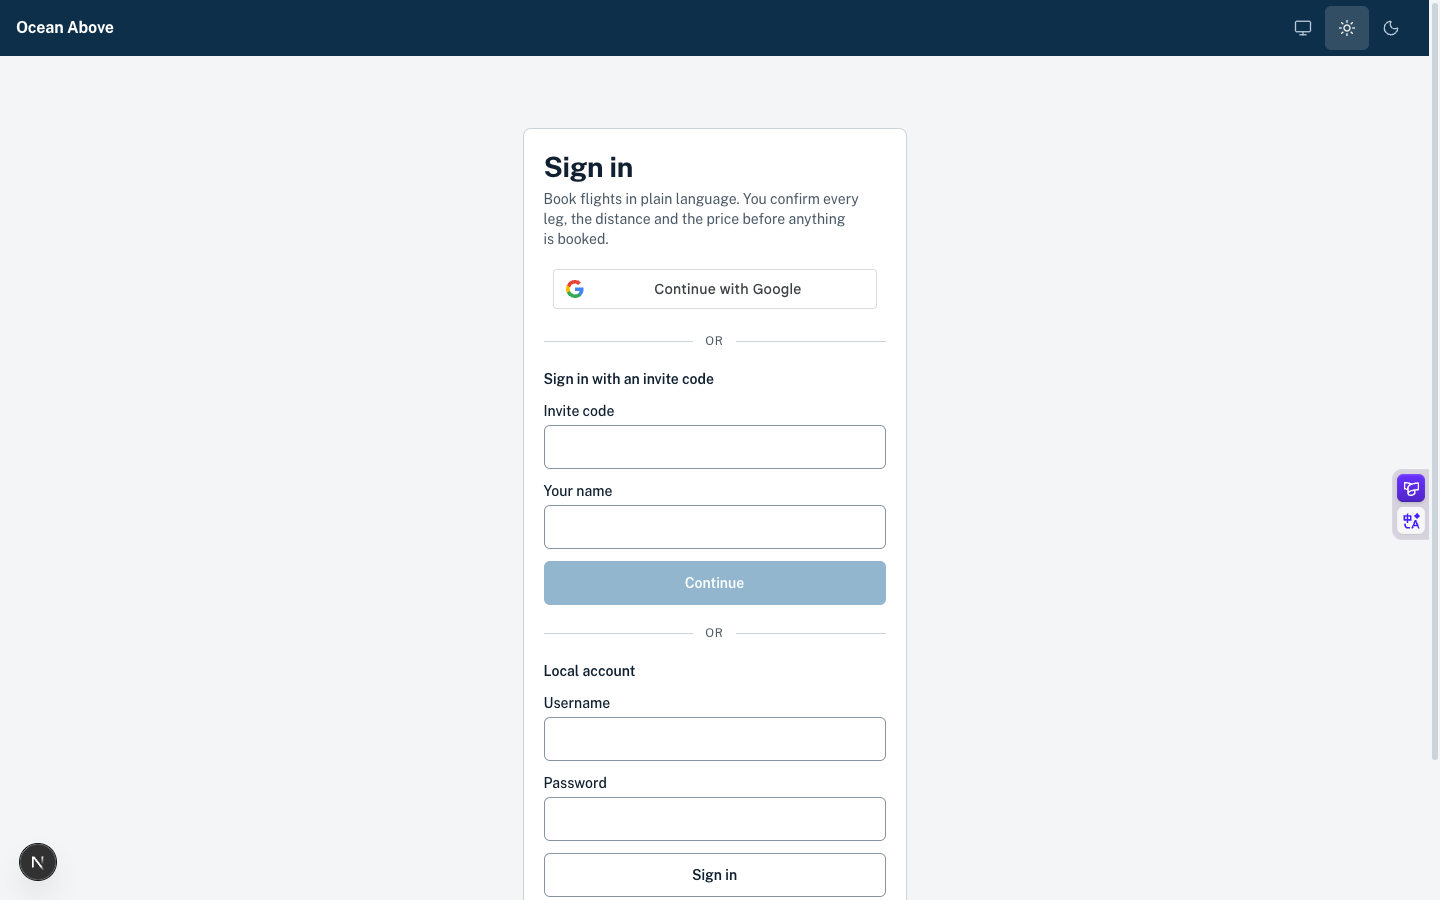 Ocean Above
Sign in
Book flights in plain language. You confirm every
leg, the distance and the price before anything
is booked.
Continue with Google
OR
Sign in with an invite code
Invite code
Your name
Continue
OR
Local account
Username
Password
Sign in
N
中A